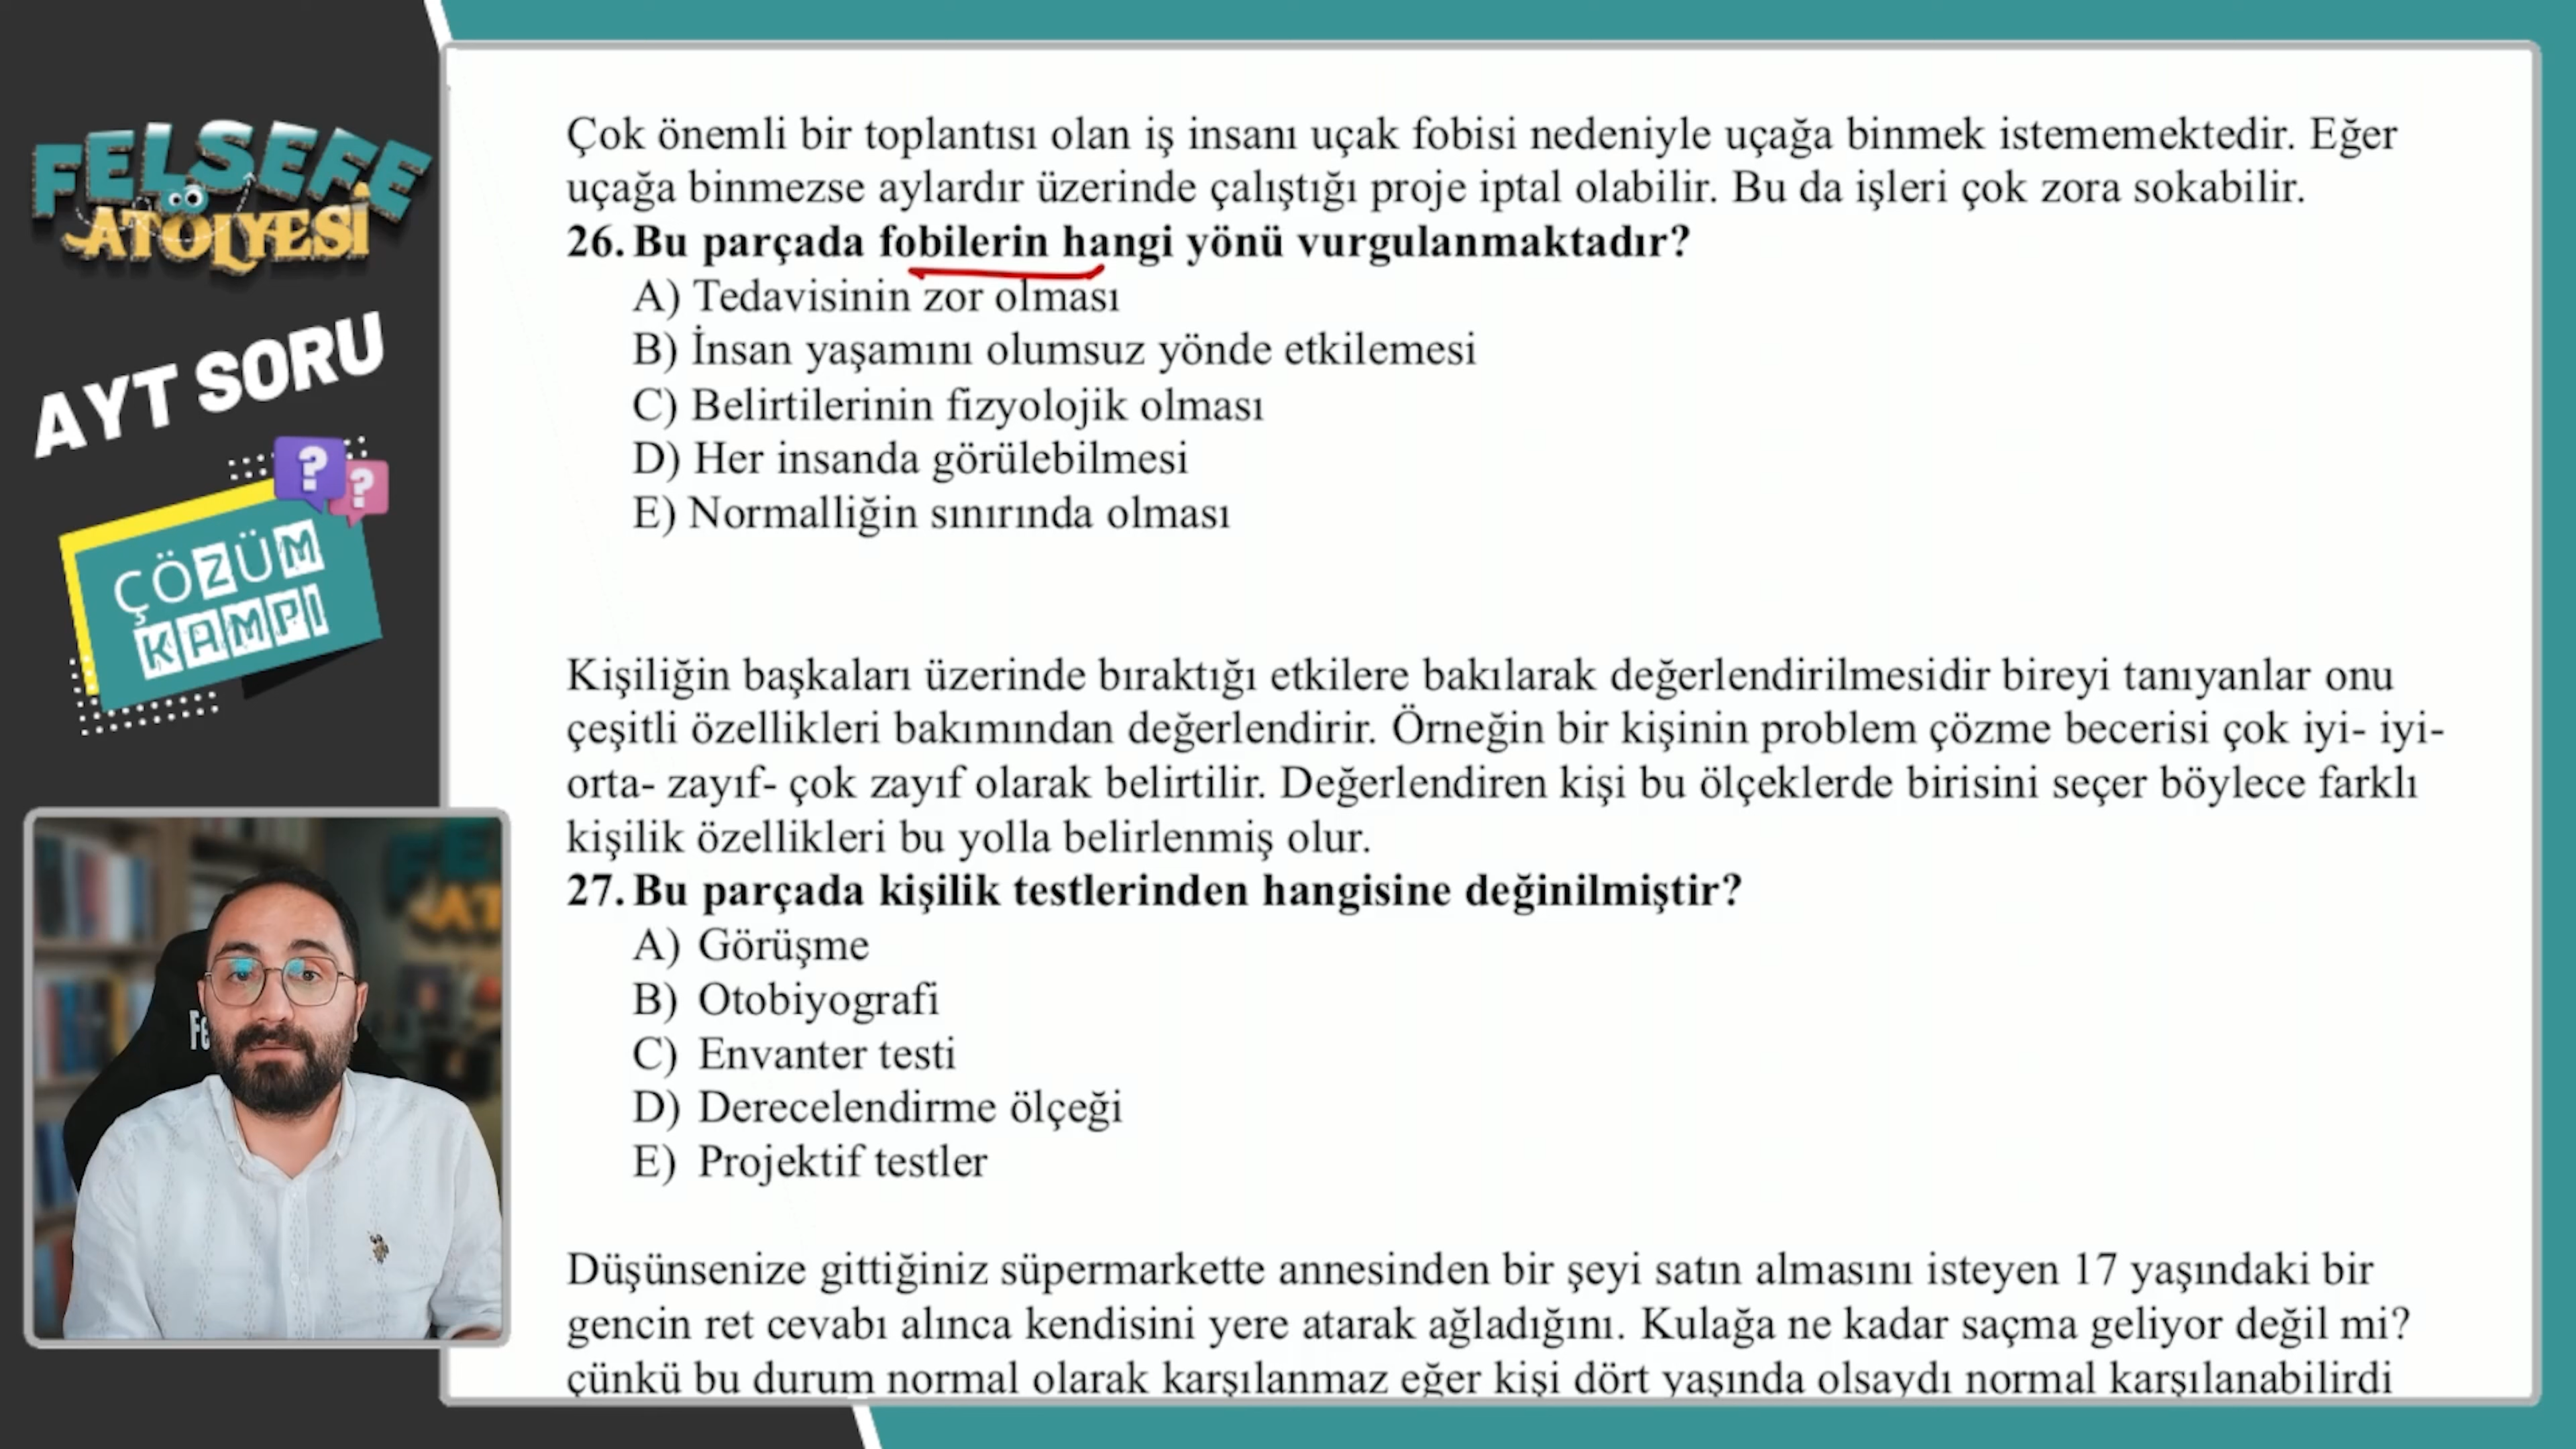 FELSEFE
ATÖLYESİ
AYT SORU
?
?
ÇÖZÜM
KAMPI
Çok önemli bir toplantısı olan iş insanı uçak fobisi nedeniyle uçağa binmek istememektedir. Eğer
uçağa binmezse aylardır üzerinde çalıştığı proje iptal olabilir. Bu da işleri çok zora sokabilir.
26. Bu parçada fobilerin hangi yönü vurgulanmaktadır?
A) Tedavisinin zor olması
B) İnsan yaşamını olumsuz yönde etkilemesi
C) Belirtilerinin fizyolojik olması
D) Her insanda görülebilmesi
E) Normalliğin sınırında olması
Kişiliğin başkaları üzerinde bıraktığı etkilere bakılarak değerlendirilmesidir bireyi tanıyanlar onu
çeşitli özellikleri bakımından değerlendirir. Örneğin bir kişinin problem çözme becerisi çok iyi- iyi-
orta- zayıf- çok zayıf olarak belirtilir. Değerlendiren kişi bu ölçeklerde birisini seçer böylece farklı
kişilik özellikleri bu yolla belirlenmiş olur.
27. Bu parçada kişilik testlerinden hangisine değinilmiştir?
A) Görüşme
B) Otobiyografi
C) Envanter testi
D) Derecelendirme ölçeği
E) Projektif testler
Düşünsenize gittiğiniz süpermarkette annesinden bir şeyi satın almasını isteyen 17 yaşındaki bir
gencin ret cevabı alınca kendisini yere atarak ağladığını. Kulağa ne kadar saçma geliyor değil mi?
çünkü bu durum normal olarak karşılanmaz eğer kişi dört yaşında olsaydı normal karşılanabilirdi